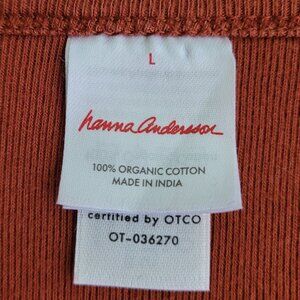 L
hanna andersson
100% ORGANIC COTTON
MADE IN INDIA
certified by OTCO
OT-036270